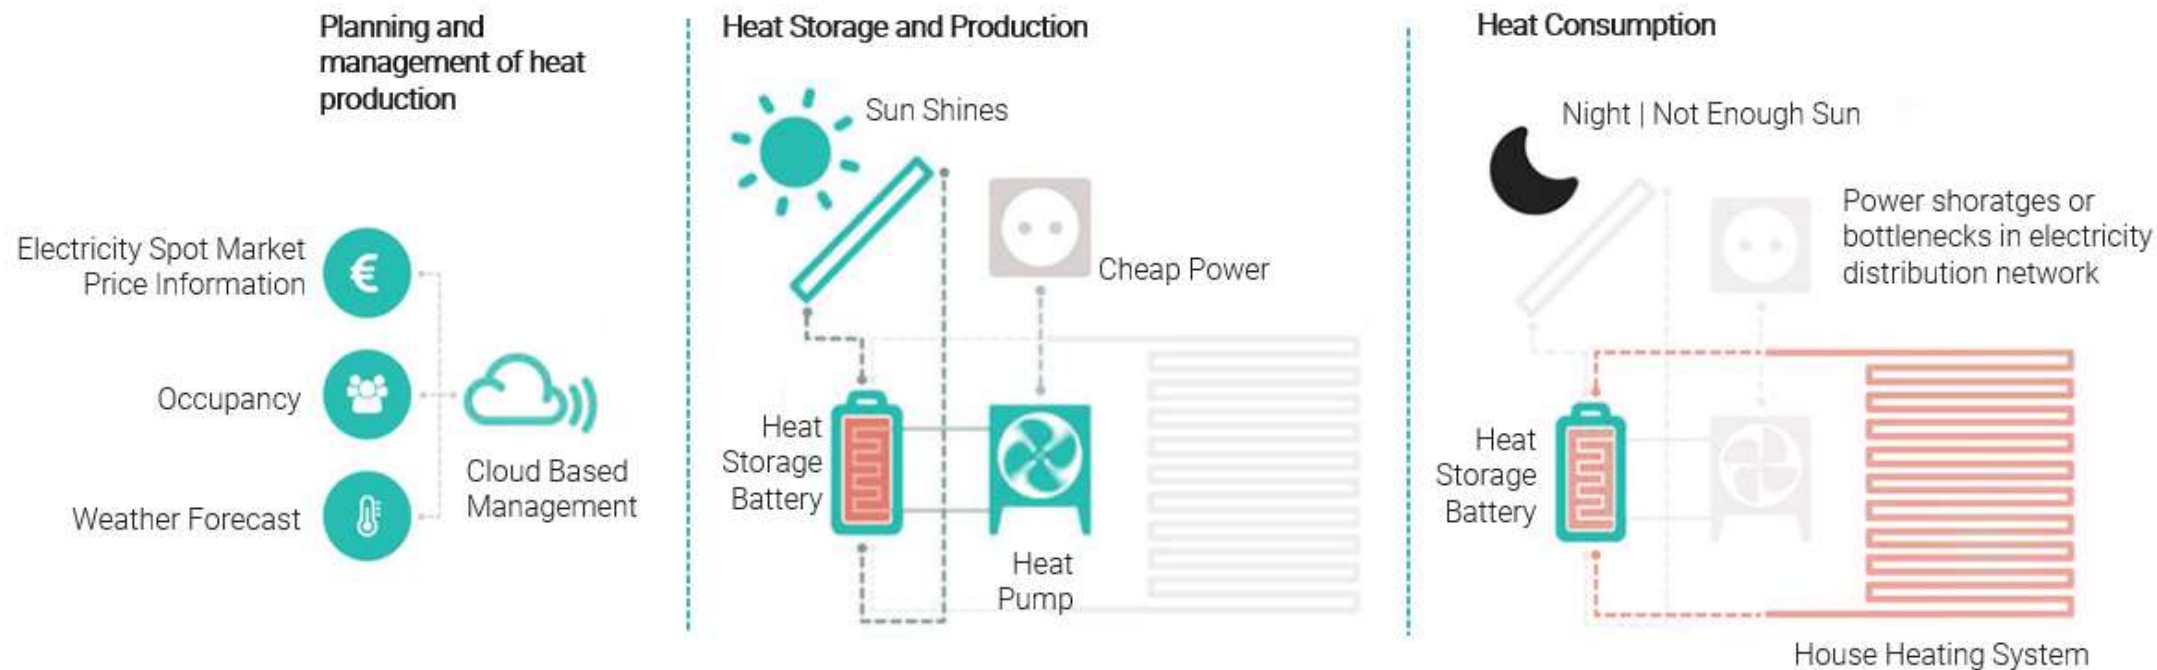 Planning and
management of heat
production
Electricity Spot Market
Price Information
€
Occupancy
Weather Forecast
Cloud Based
Management
Heat Storage and Production
Sun Shines
Cheap Power
Heat
Storage
Battery
Heat
Pump
Heat Consumption
Night | Not Enough Sun
Power shoratges or
bottlenecks in electricity
distribution network
Heat
Storage
Battery
House Heating System